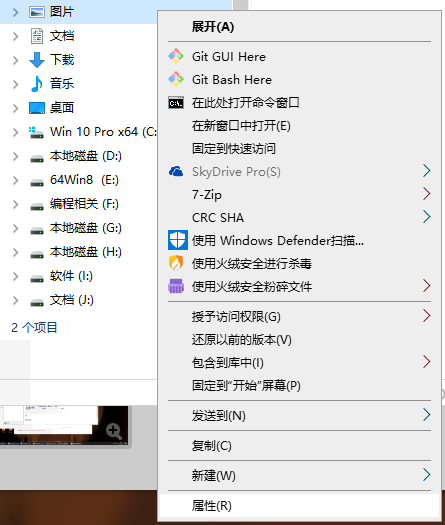 图片
文档
下载
音乐
桌面
Win 10 Pro x64 (C:
本地磁盘 (D:)
64Win8 (E:)
编程相关 (F:)
本地磁盘 (G:)
本地磁盘 (H:)
软件 (I:)
文档 (J:)
2 个项目
展开(A)
Git GUI Here
Git Bash Here
在此处打开命令窗口
在新窗口中打开(E)
固定到快速访问
SkyDrive Pro(S)
7-Zip
CRC SHA
使用 Windows Defender扫描...
使用火绒安全进行杀毒
使用火绒安全粉碎文件
授予访问权限(G)
还原以前的版本(V)
包含到库中(I)
固定到"开始"屏幕(P)
发送到(N)
复制(C)
新建(W)
属性(R)